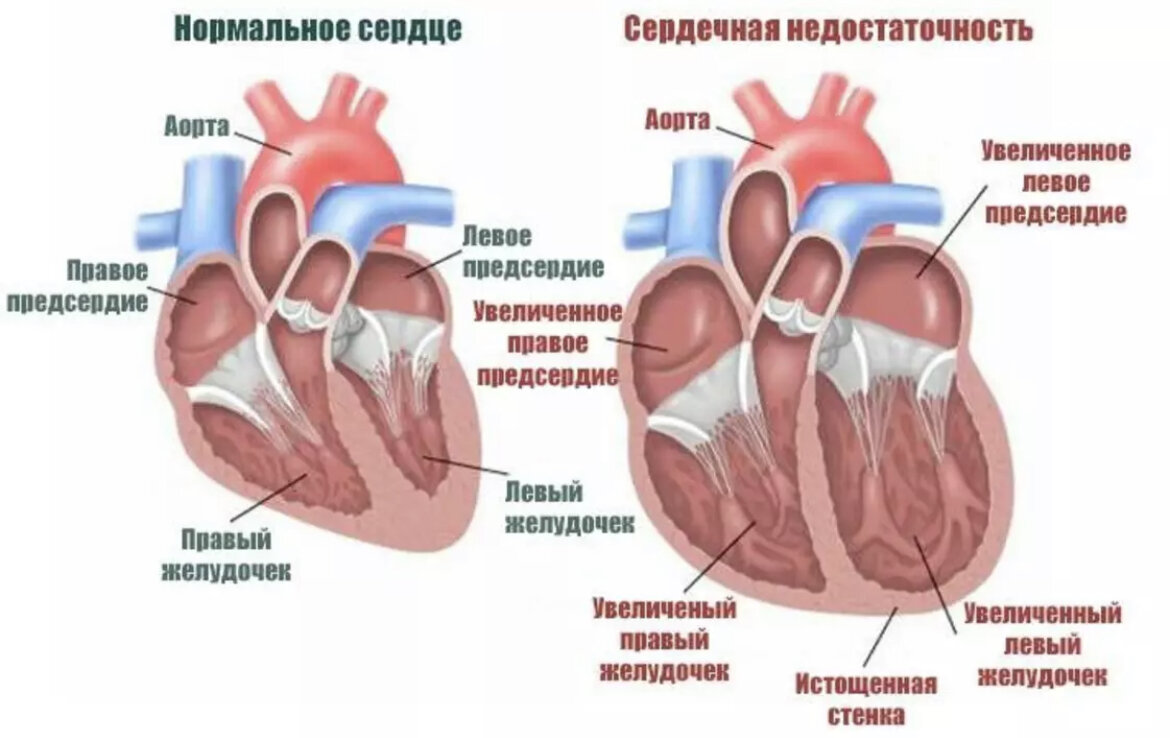 Нормальное сердце
Аорта
Правое
предсердие
Левое
предсердие
Правый
желудочек
Левый
желудочек
Сердечная недостаточность
Аорта
Увеличенное
левое
предсердие
Увеличенное
правое
предсердие
Увеличеный
правый
желудочек
Истощенная
стенка
Увеличенный
левый
желудочек